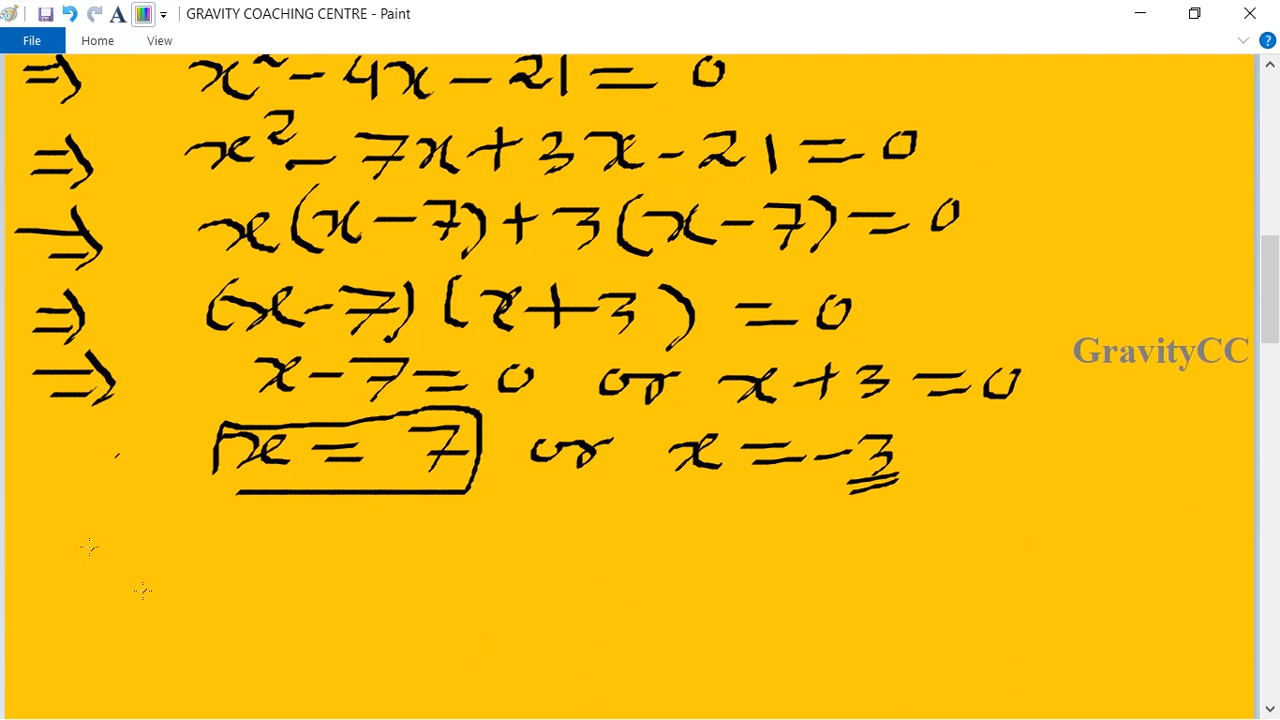 GRAVITY COACHING CENTRE - Paint
File Home View
⇒ x² - 4x - 21 = 0
⇒ x² - 7x + 3x - 21 = 0
⇒ x(x - 7) + 3(x - 7) = 0
⇒ (x - 7)(x + 3) = 0
GravityCC
⇒ x - 7 = 0 or x + 3 = 0
x = 7 or x = -3